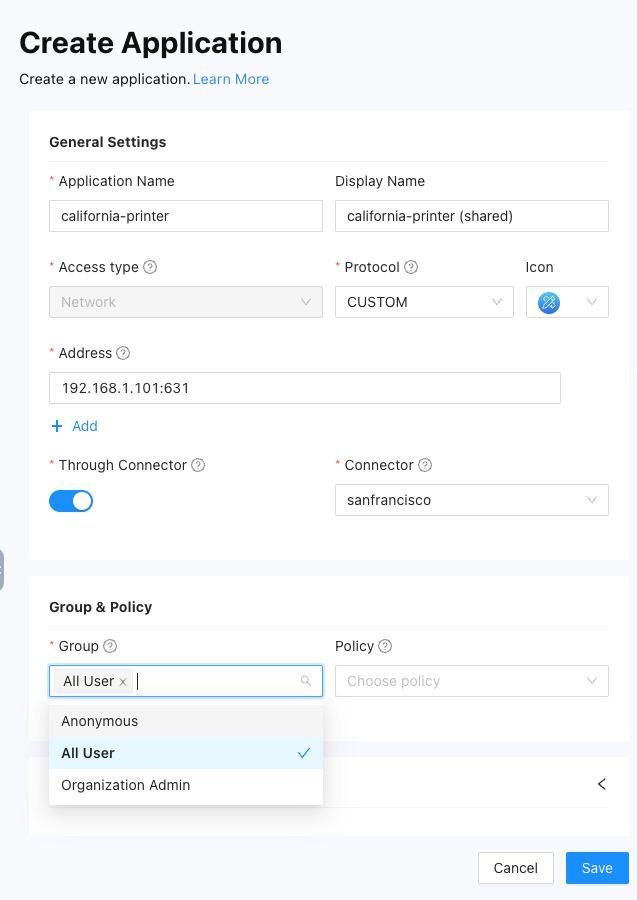 Create Application
Create a new application. Learn More
General Settings
* Application Name
Display Name
california-printer
california-printer (shared)
* Access type
* Protocol
Icon
Network
CUSTOM
* Address
192.168.1.101:631
+ Add
* Through Connector
* Connector
sanfrancisco
Group & Policy
* Group
Policy
All User ×
Choose policy
Anonymous
All User
Organization Admin
Cancel
Save